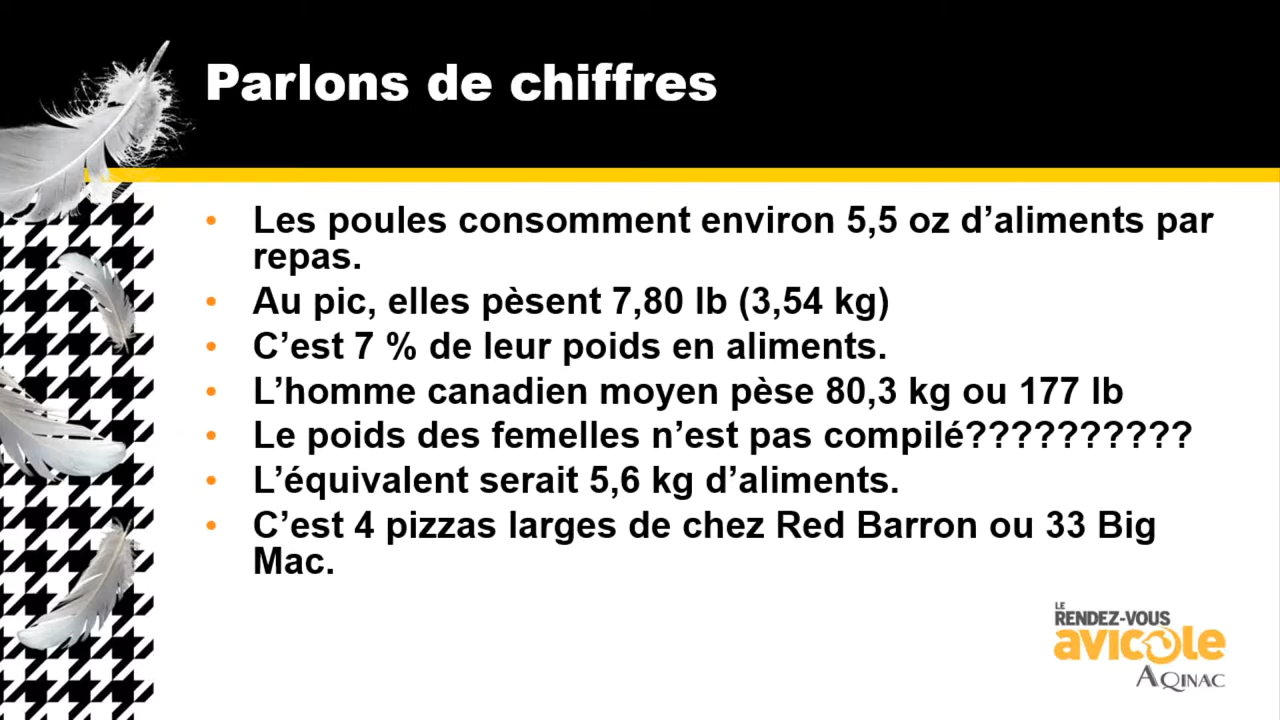 Parlons de chiffres
• Les poules consomment environ 5,5 oz d’aliments par
repas.
• Au pic, elles pèsent 7,80 lb (3,54 kg)
• C’est 7 % de leur poids en aliments.
• L’homme canadien moyen pèse 80,3 kg ou 177 lb
• Le poids des femelles n’est pas compilé??????????
• L’équivalent serait 5,6 kg d’aliments.
• C’est 4 pizzas larges de chez Red Barron ou 33 Big
Mac.
LE
RENDEZ-VOUS
avicole
AQINAC